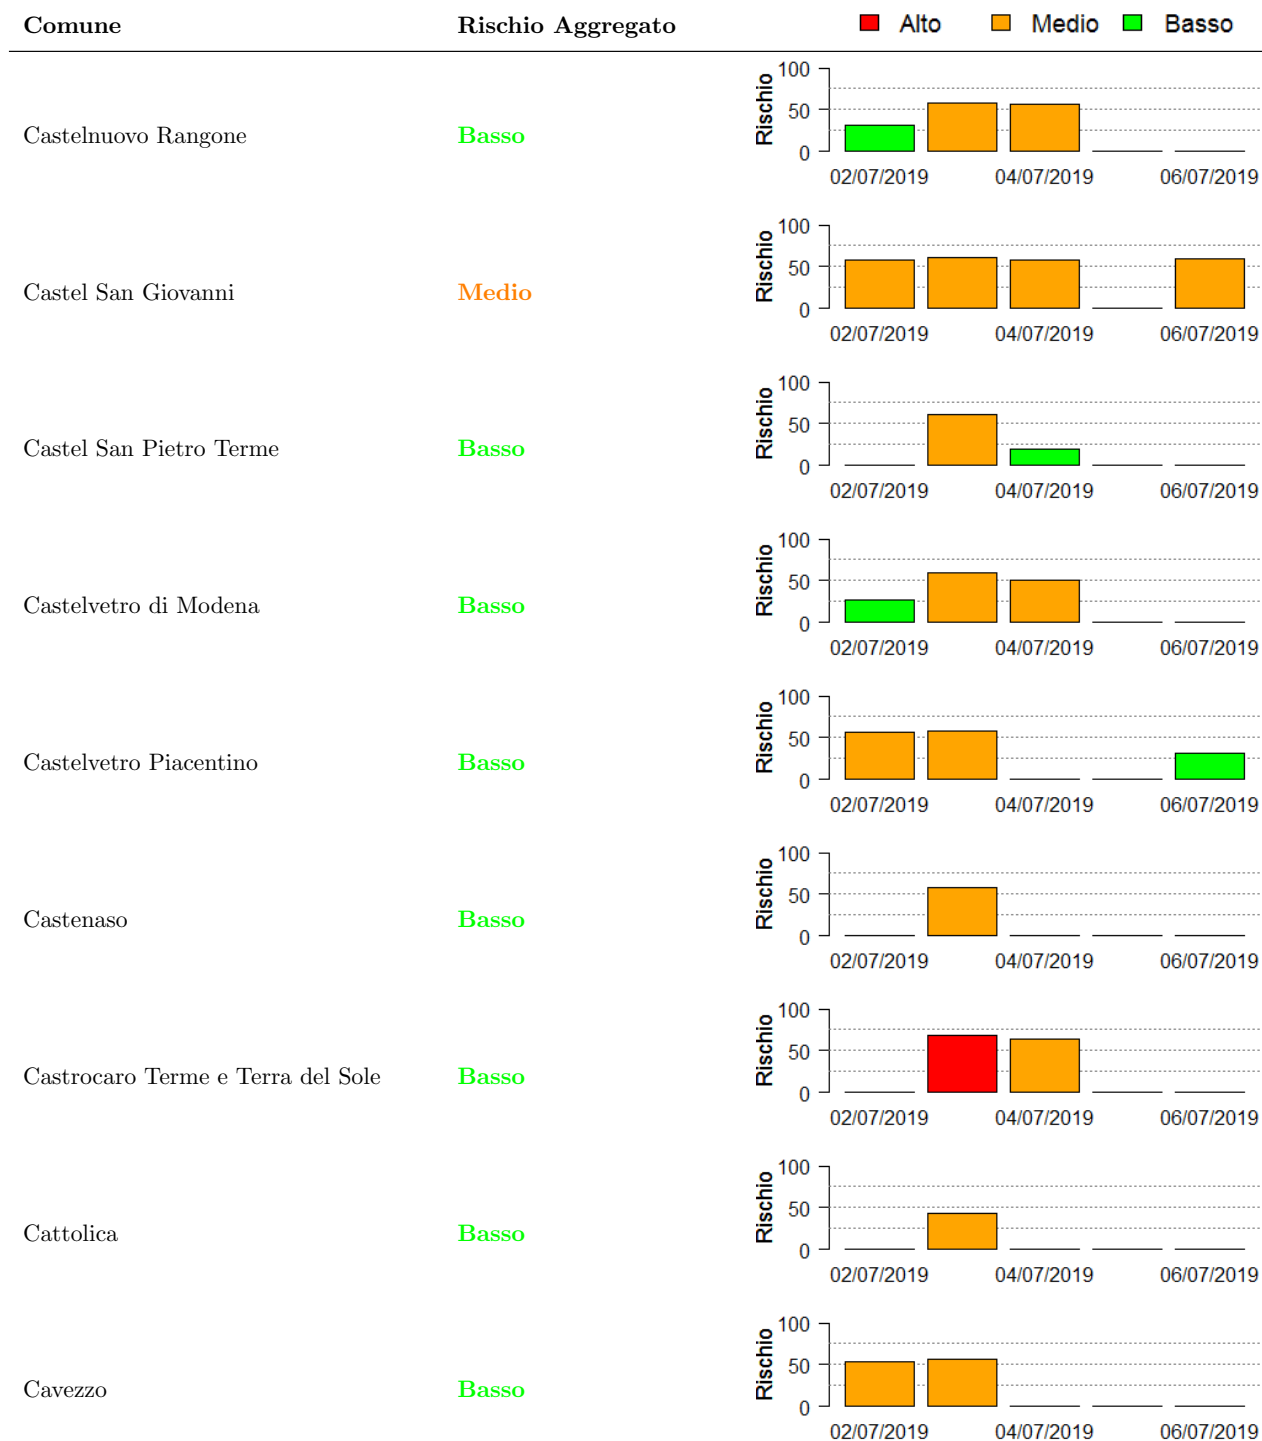 Comune Rischio Aggregato Alto Medio Basso
Castelnuovo Rangone Basso
Rischio
100
50
0
02/07/2019 04/07/2019 06/07/2019
Castel San Giovanni Medio
Rischio
100
50
0
02/07/2019 04/07/2019 06/07/2019
Castel San Pietro Terme Basso
Rischio
100
50
0
02/07/2019 04/07/2019 06/07/2019
Castelvetro di Modena Basso
Rischio
100
50
0
02/07/2019 04/07/2019 06/07/2019
Castelvetro Piacentino Basso
Rischio
100
50
0
02/07/2019 04/07/2019 06/07/2019
Castenaso Basso
Rischio
100
50
0
02/07/2019 04/07/2019 06/07/2019
Castrocaro Terme e Terra del Sole Basso
Rischio
100
50
0
02/07/2019 04/07/2019 06/07/2019
Cattolica Basso
Rischio
100
50
0
02/07/2019 04/07/2019 06/07/2019
Cavezzo Basso
Rischio
100
50
0
02/07/2019 04/07/2019 06/07/2019